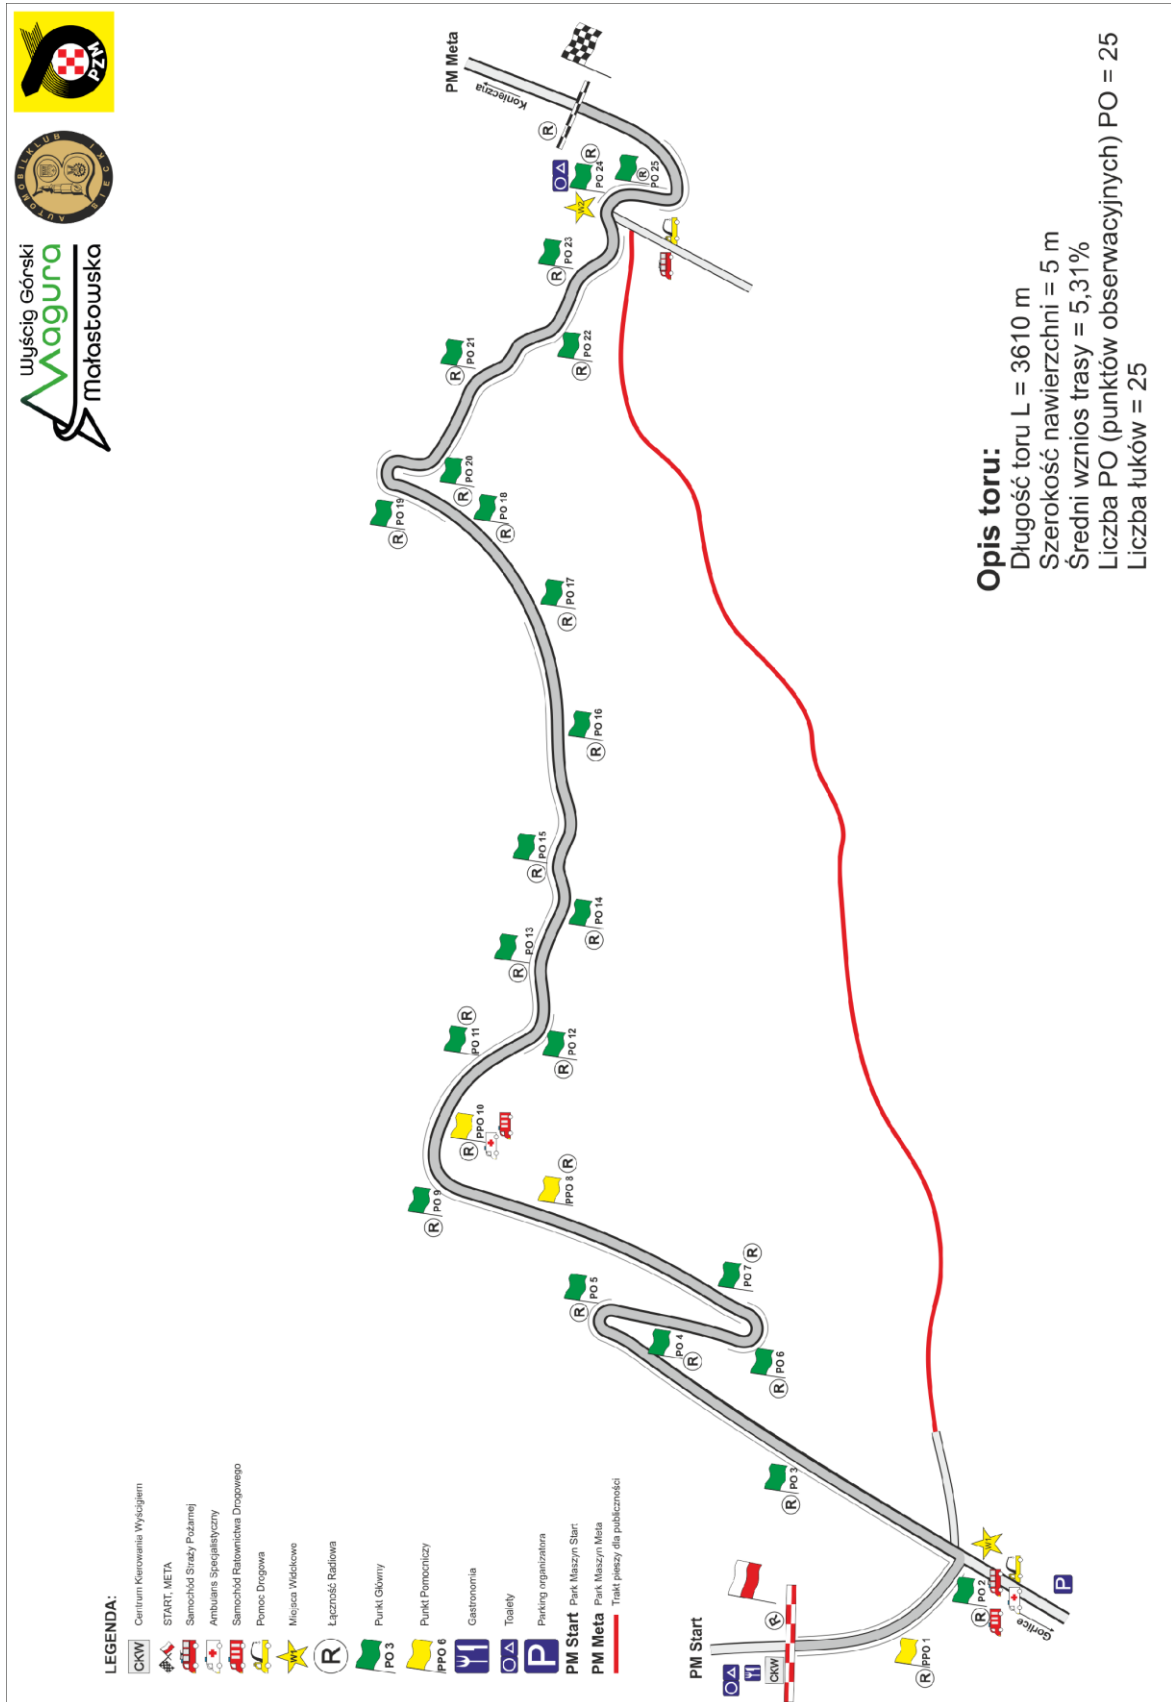 Wyścig Górski
Magura
Małastowska
AUTOMOBILKLUB
BIECKI
PZM
LEGENDA:
CKW Centrum Kierowania Wyścigiem
START, META
Samochód Straży Pożarnej
Ambulans Specjalistyczny
Samochód Ratownictwa Drogowego
Pomoc Drogowa
W1 Miejsca Widokowe
R Łączność Radiowa
PO 3 Punkt Główny
PPO 6 Punkt Pomocniczy
Gastronomia
Toalety
P Parking organizatora
PM Start Park Maszyn Start
PM Meta Park Maszyn Meta
Trakt pieszy dla publiczności
PM Start
CKW
R
R PPO 1
R PO 2
Gorlice
W1
P
R PO 3
R PO 4
R PO 5
R PO 6
PO 7 R
PPO 8 R
R PO 9
R PPO 10
PO 11 R
R PO 12
R PO 13
R PO 14
R PO 15
R PO 16
R PO 17
R PO 18
R PO 19
R PO 20
R PO 21
R PO 22
R PO 23
W2
PO 24 R
R PO 25
R
Konieczna
PM Meta
Opis toru:
Długość toru L = 3610 m
Szerokość nawierzchni = 5 m
Średni wznios trasy = 5,31%
Liczba PO (punktów obserwacyjnych) PO = 25
Liczba łuków = 25